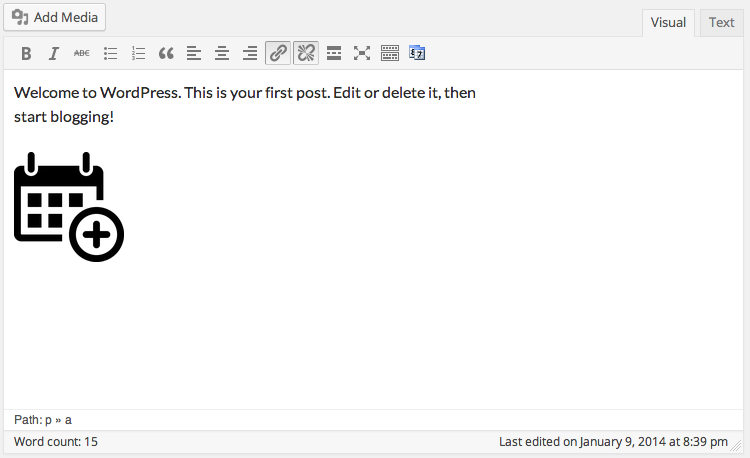 Add Media
Visual Text
B I ABC
Welcome to WordPress. This is your first post. Edit or delete it, then
start blogging!
Path: p » a
Word count: 15 Last edited on January 9, 2014 at 8:39 pm